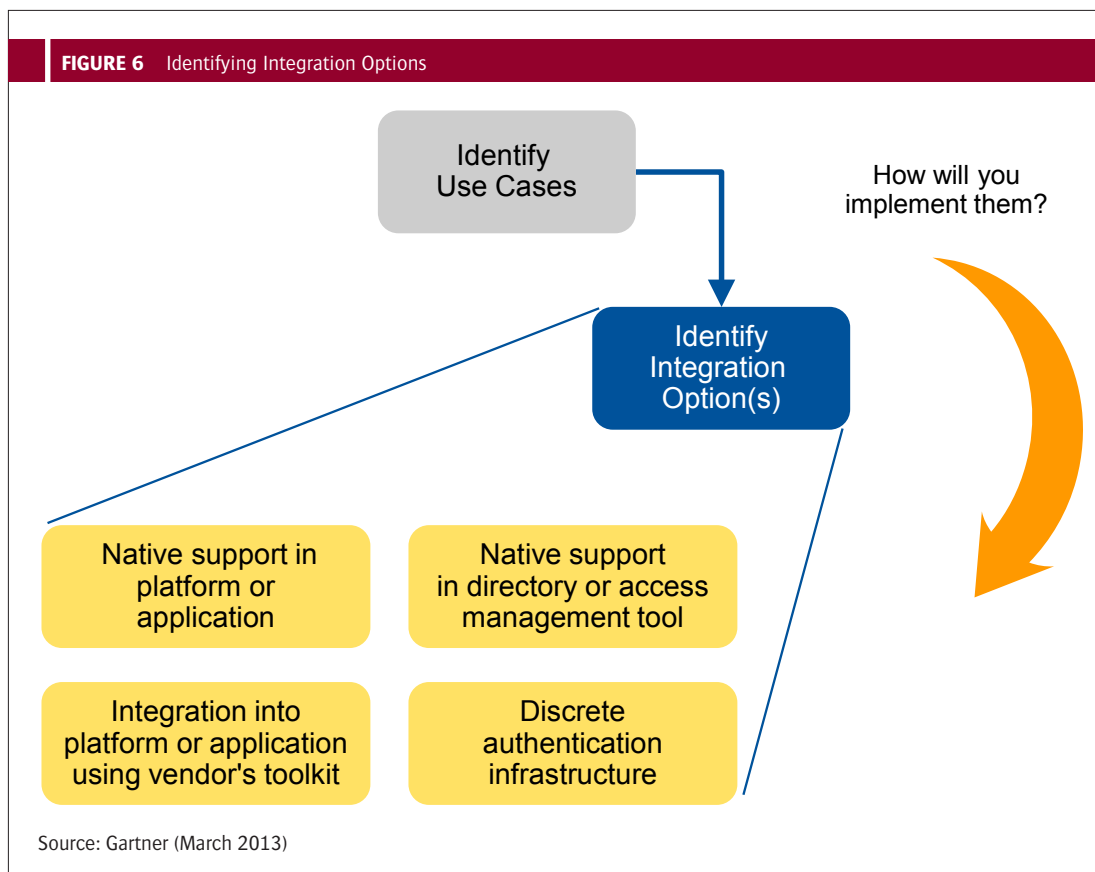 FIGURE 6 Identifying Integration Options
Identify
Use Cases
How will you
implement them?
Identify
Integration
Option(s)
Native support in
platform or
application
Native support
in directory or access
management tool
Integration into
platform or application
using vendor's toolkit
Discrete
authentication
infrastructure
Source: Gartner (March 2013)